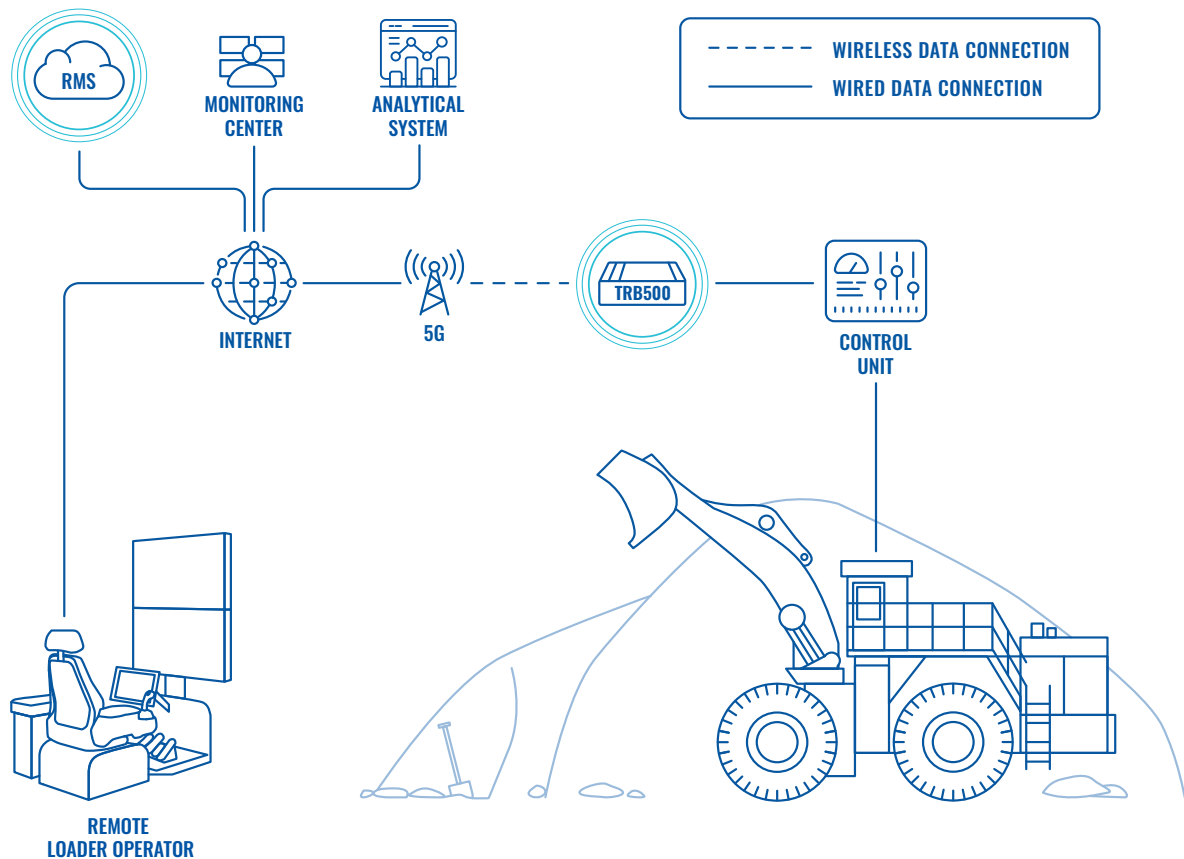 RMS
MONITORING
CENTER
ANALYTICAL
SYSTEM
WIRELESS DATA CONNECTION
WIRED DATA CONNECTION
INTERNET
5G
TRB500
CONTROL
UNIT
REMOTE
LOADER OPERATOR